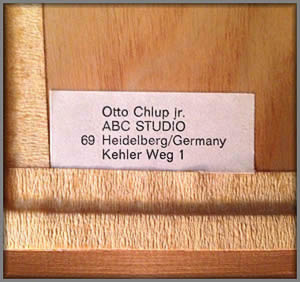 Otto Chlup jr.
ABC STUDIO
69 Heidelberg/Germany
Kehler Weg 1